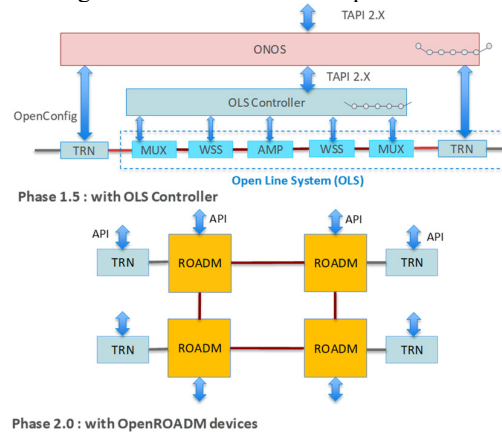 TAPI 2.X
ONOS
TAPI 2.X
OpenConfig
OLS Controller
TRN
MUX
WSS
AMP
WSS
MUX
TRN
Open Line System (OLS)
Phase 1.5 : with OLS Controller
API
API
API
API
TRN
ROADM
ROADM
TRN
TRN
ROADM
ROADM
TRN
Phase 2.0 : with OpenROADM devices